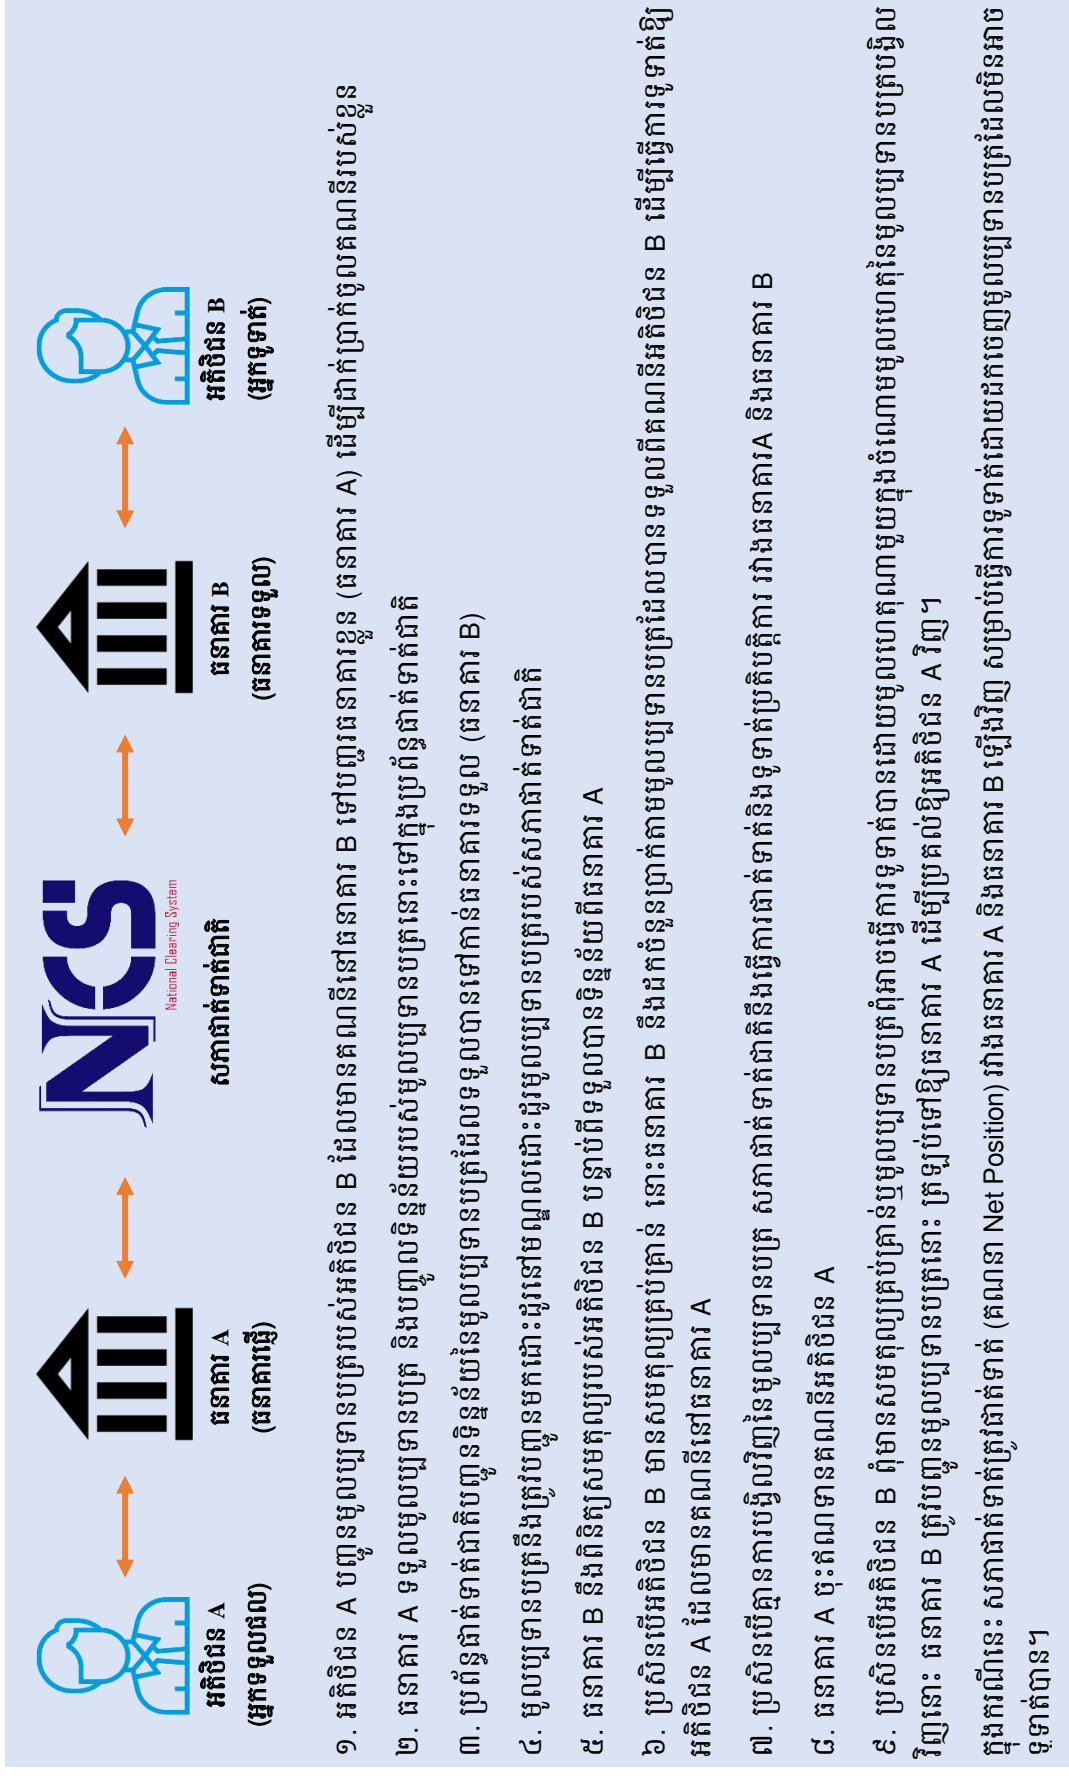 អតិថិជន A
(អ្នកទទួលផល)
ធនាគារ A
(ធនាគារផ្ញើ)
NCS
National Clearing System
សភាផាត់ទាត់ជាតិ
ធនាគារ B
(ធនាគារទទួល)
អតិថិជន B
(អ្នកទូទាត់)
១. អតិថិជន A បញ្ជូនមូលប្បទានបត្ររបស់អតិថិជន B ដែលមានគណនីនៅធនាគារ B ទៅបញ្ជរធនាគារខ្លួន (ធនាគារ A) ដើម្បីដាក់ប្រាក់ចូលគណនីរបស់ខ្លួន
២. ធនាគារ A ទទួលមូលប្បទានបត្រ និងបញ្ចូលទិន្នន័យរបស់មូលប្បទានបត្រនោះទៅក្នុងប្រព័ន្ធផាត់ទាត់ជាតិ
៣. ប្រព័ន្ធផាត់ទាត់ជាតិបញ្ជូនទិន្នន័យនៃមូលប្បទានបត្រដែលទទួលបានទៅកាន់ធនាគារទទួល (ធនាគារ B)
៤. មូលប្បទានបត្រនឹងត្រូវបញ្ជូនមកដោះដូរនៅមណ្ឌលដោះដូរមូលប្បទានបត្ររបស់សភាផាត់ទាត់ជាតិ
៥. ធនាគារ B នឹងពិនិត្យសមតុល្យរបស់អតិថិជន B បន្ទាប់ពីទទួលបានទិន្នន័យពីធនាគារ A
៦. ប្រសិនបើអតិថិជន B មានសមតុល្យគ្រប់គ្រាន់ នោះធនាគារ B នឹងដកចំនួនប្រាក់តាមមូលប្បទានបត្រដែលបានទទួលពីគណនីអតិថិជន B ដើម្បីធ្វើការទូទាត់ឱ្យ
អតិថិជន A ដែលមានគណនីនៅធនាគារ A
៧. ប្រសិនបើគ្មានការបង្វិលវិញនៃមូលប្បទានបត្រ សភាផាត់ទាត់ជាតិនឹងធ្វើការផាត់ទាត់និងទូទាត់ប្រតិបត្តិការ រវាងធនាគារA និងធនាគារ B
៨. ធនាគារ A ចុះឥណទានគណនីអតិថិជន A
៩. ប្រសិនបើអតិថិជន B ពុំមានសមតុល្យគ្រប់គ្រាន់ឬមូលប្បទានបត្រពុំអាចធ្វើការទូទាត់បានដោយមូលហេតុណាមួយក្នុងចំណោមមូលហេតុនៃមូលប្បទានបត្របង្វិល
វិញនោះ ធនាគារ B ត្រូវបញ្ជូនមូលប្បទានបត្រនោះ ត្រឡប់ទៅឱ្យធនាគារ A ដើម្បីប្រគល់ឱ្យអតិថិជន A វិញ។
ក្នុងករណីនេះ សភាផាត់ទាត់ត្រូវផាត់ទាត់ (គណនា Net Position) រវាងធនាគារ A និងធនាគារ B ឡើងវិញ សម្រាប់ធ្វើការទូទាត់ដោយដកចេញមូលប្បទានបត្រដែលមិនអាច
ទូទាត់បាន។